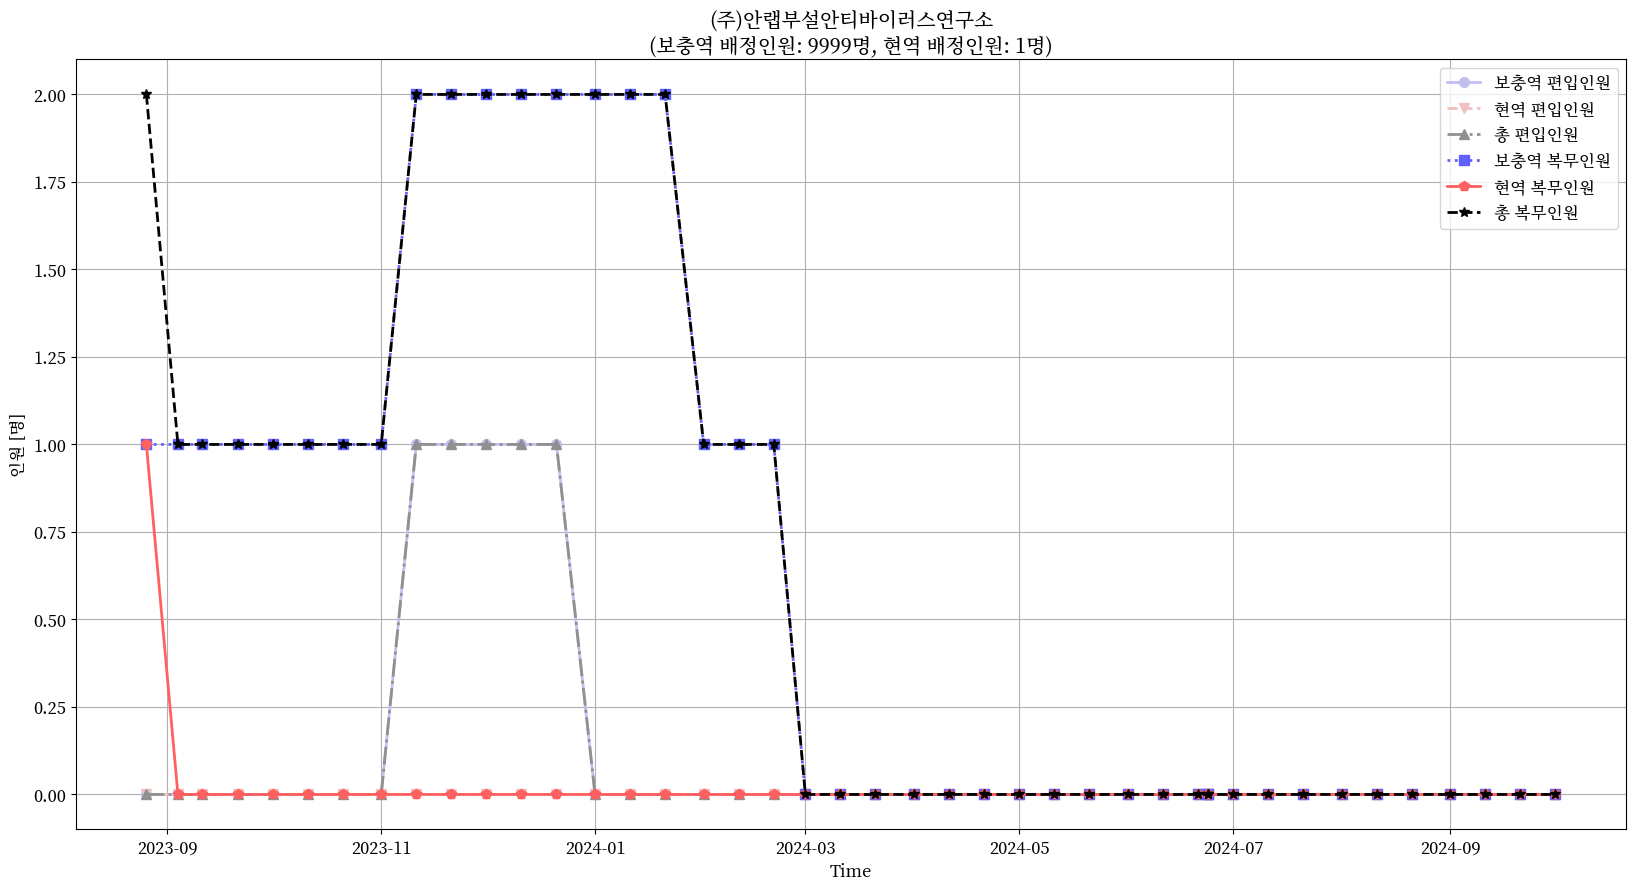 (주)안랩부설안티바이러스연구소
(보충역 배정인원: 9999명, 현역 배정인원: 1명)
보충역 편입인원
현역 편입인원
총 편입인원
보충역 복무인원
현역 복무인원
총 복무인원
인원 [명]
2.00
1.75
1.50
1.25
1.00
0.75
0.50
0.25
0.00
2023-09
2023-11
2024-01
2024-03
2024-05
2024-07
2024-09
Time